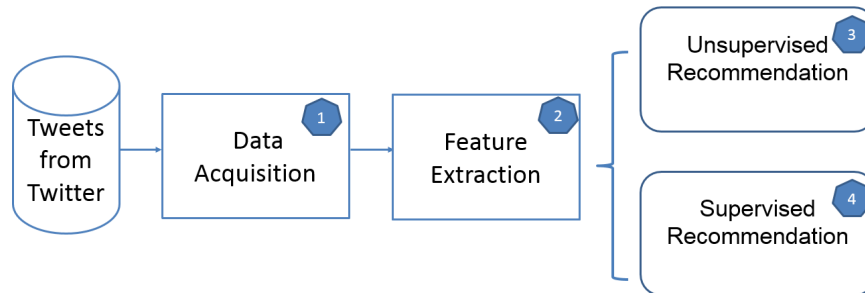 Tweets
from
Twitter
1
Data
Acquisition
2
Feature
Extraction
3
Unsupervised
Recommendation
4
Supervised
Recommendation